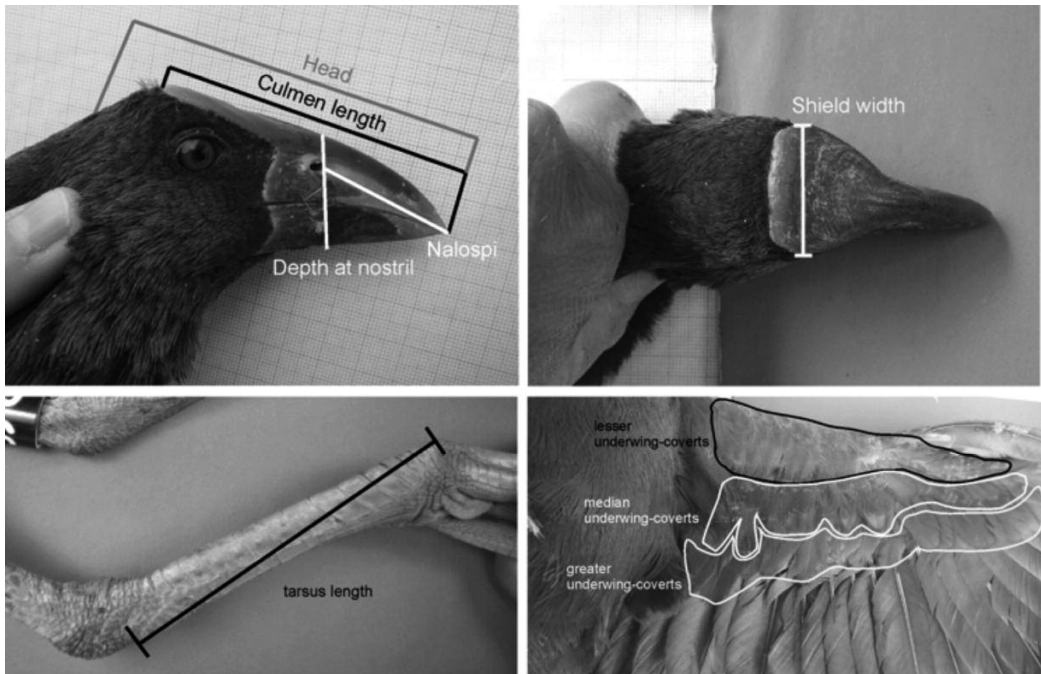 Head
Culmen length
Nalospi
Depth at nostril
Shield width
tarsus length
lesser
underwing-coverts
median
underwing-coverts
greater
underwing-coverts